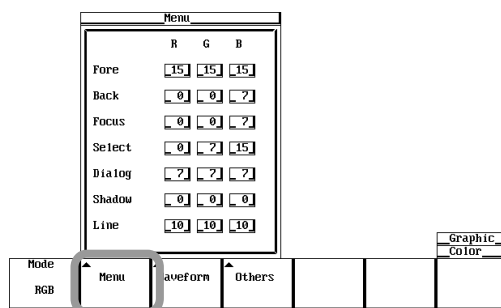 Menu
R G B
Fore 15 15 15
Back 0 0 7
Focus 0 0 7
Select 0 7 15
Dialog 7 7 7
Shadow 0 0 0
Line 10 10 10
Graphic
Color
Mode
RGB
Menu
aveform
Others